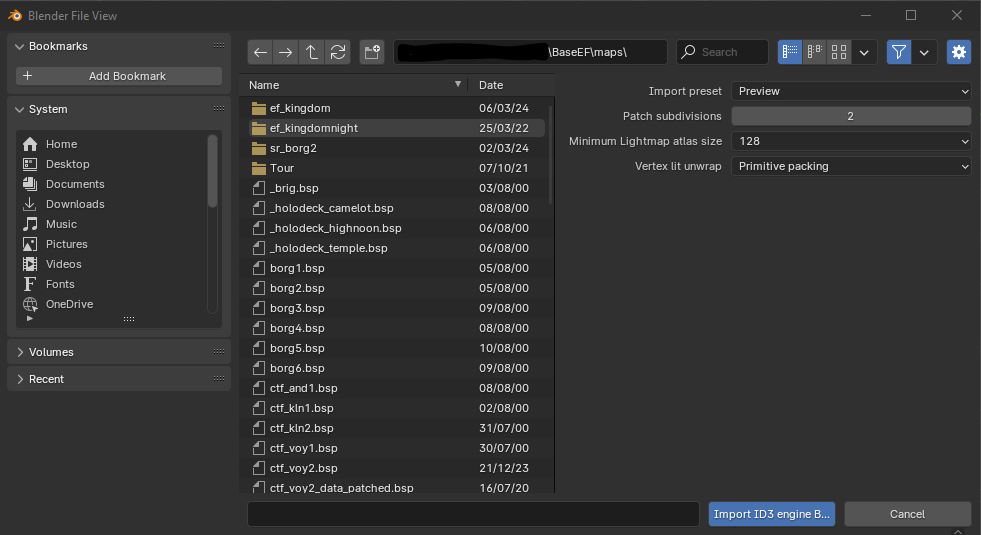 Blender File View
Bookmarks
Add Bookmark
System
Home
Desktop
Documents
Downloads
Music
Pictures
Videos
Fonts
OneDrive
Volumes
Recent
\BaseEF\maps\
Search
Name Date
ef_kingdom 06/03/24
ef_kingdomnight 25/03/22
sr_borg2 02/03/24
Tour 07/10/21
_brig.bsp 03/08/00
_holodeck_camelot.bsp 08/08/00
_holodeck_highnoon.bsp 06/08/00
_holodeck_temple.bsp 06/08/00
borg1.bsp 05/08/00
borg2.bsp 05/08/00
borg3.bsp 09/08/00
borg4.bsp 08/08/00
borg5.bsp 10/08/00
borg6.bsp 09/08/00
ctf_and1.bsp 08/08/00
ctf_kln1.bsp 02/08/00
ctf_kln2.bsp 31/07/00
ctf_voy1.bsp 30/07/00
ctf_voy2.bsp 21/12/23
ctf_voy2_data_patched.bsp 16/07/20
Import preset Preview
Patch subdivisions 2
Minimum Lightmap atlas size 128
Vertex lit unwrap Primitive packing
Import ID3 engine B... Cancel